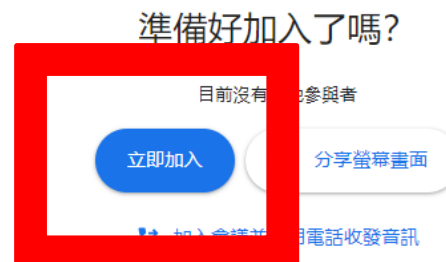 準備好加入了嗎？
目前沒有他參與者
立即加入
分享螢幕畫面
加入會議並用電話收發音訊